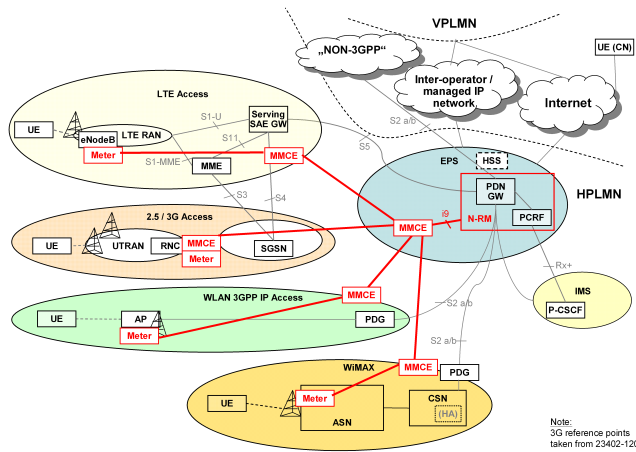 VPLMN
„NON-3GPP“
UE (CN)
Inter-operator /
managed IP
network
Internet
LTE Access
S2 a/b
Serving
SAE GW
S1-U
UE
eNodeB
LTE RAN
S11
S5
Meter
S1-MME
MME
MMCE
EPS
HSS
HPLMN
S3
S4
PDN
GW
2.5 / 3G Access
i9
N-RM
PCRF
MMCE
UE
UTRAN
RNC
MMCE
SGSN
Meter
Rx+
WLAN 3GPP IP Access
MMCE
IMS
S2 a/b
UE
AP
PDG
P-CSCF
Meter
S2 a/b
WiMAX
MMCE
PDG
UE
Meter
CSN
(HA)
ASN
Note:
3G reference points
taken from 23402-120